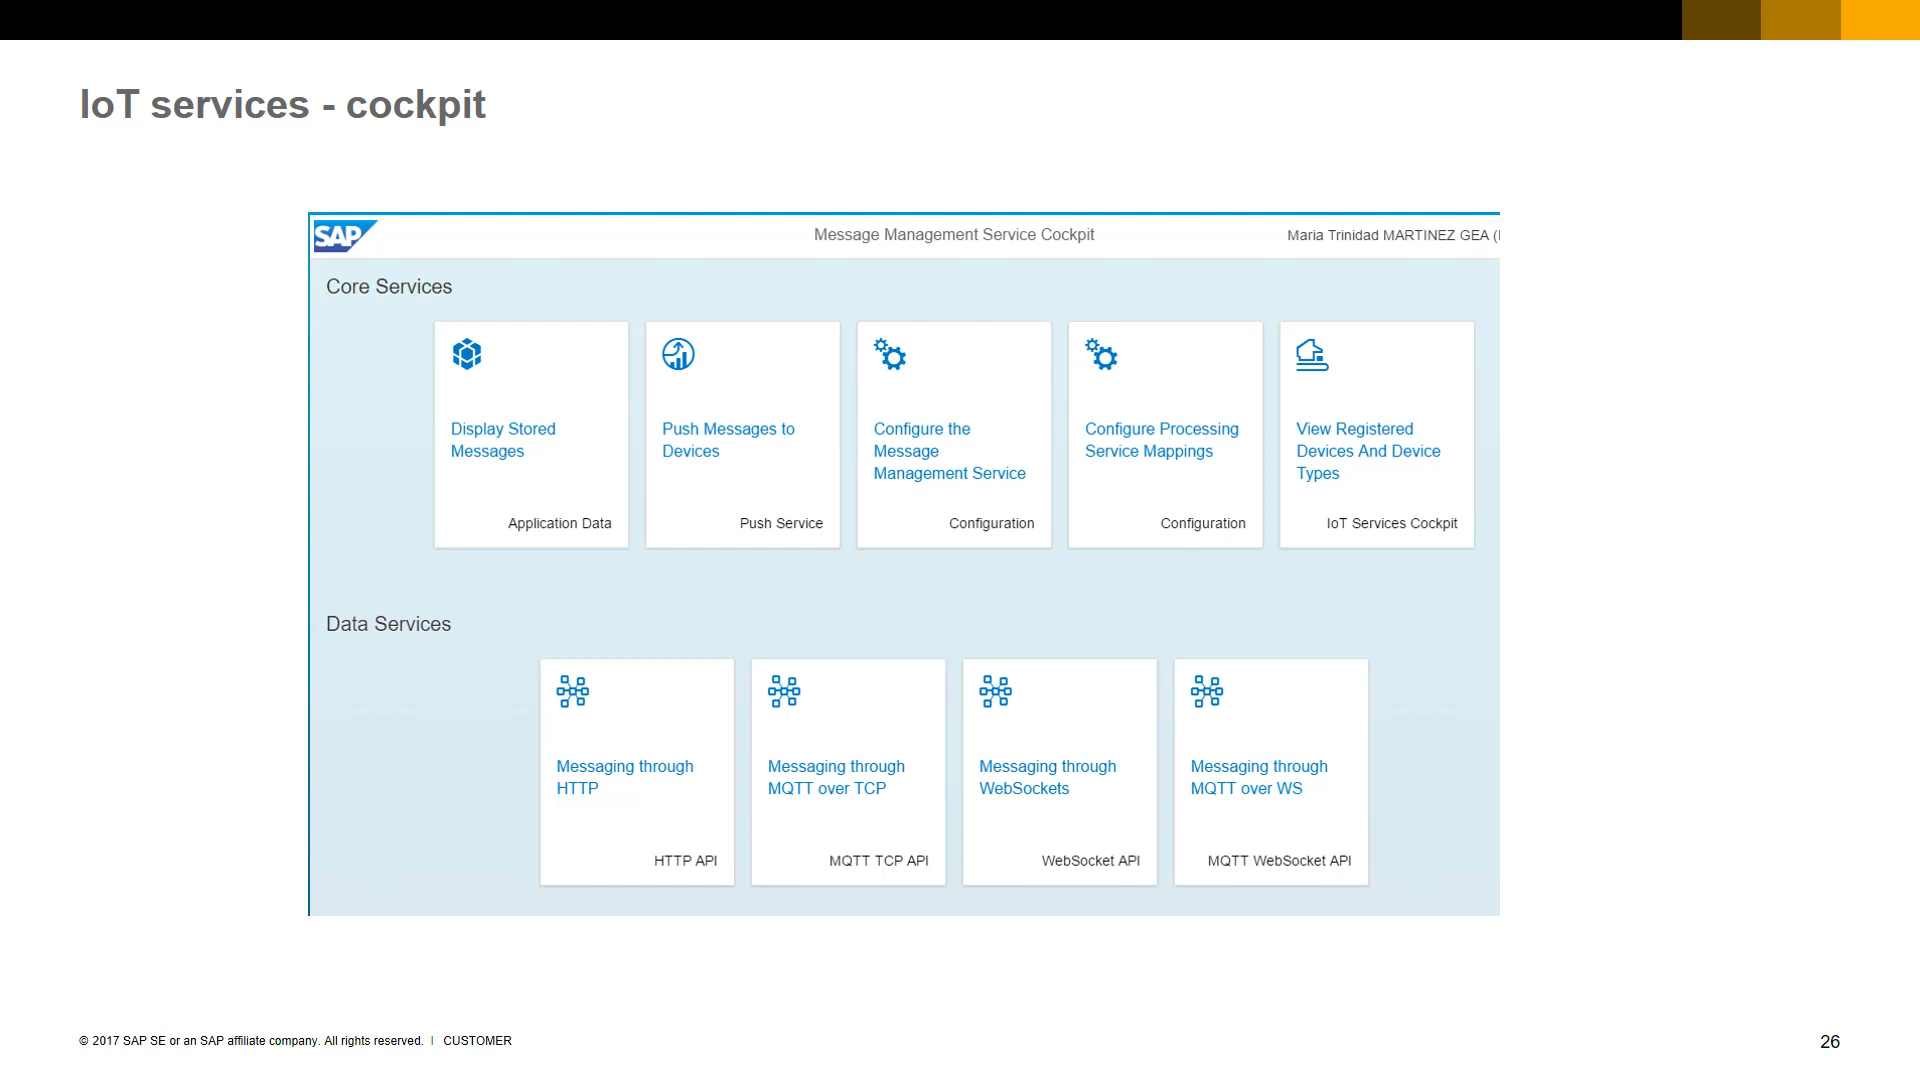 IoT services - cockpit
SAP
Message Management Service Cockpit
Maria Trinidad MARTINEZ GEA (
Core Services
Display Stored
Messages
Application Data
Push Messages to
Devices
Push Service
Configure the
Message
Management Service
Configuration
Configure Processing
Service Mappings
Configuration
View Registered
Devices And Device
Types
IoT Services Cockpit
Data Services
Messaging through
HTTP
HTTP API
Messaging through
MQTT over TCP
MQTT TCP API
Messaging through
WebSockets
WebSocket API
Messaging through
MQTT over WS
MQTT WebSocket API
© 2017 SAP SE or an SAP affiliate company. All rights reserved. | CUSTOMER
26